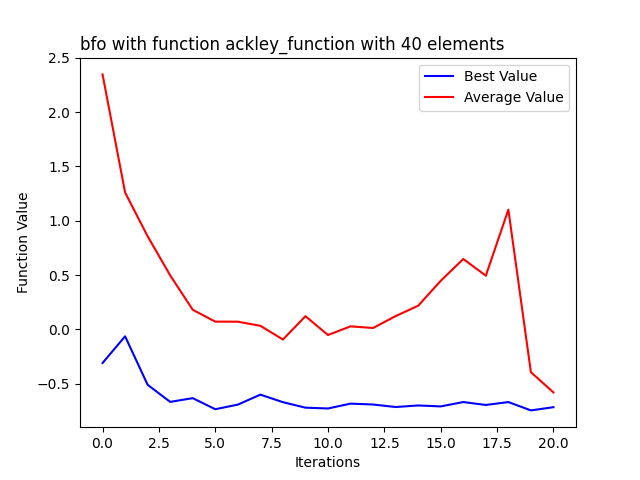 bfo with function ackley_function with 40 elements
Best Value
Average Value
Function Value
2.5
2.0
1.5
1.0
0.5
0.0
−0.5
0.0 2.5 5.0 7.5 10.0 12.5 15.0 17.5 20.0
Iterations